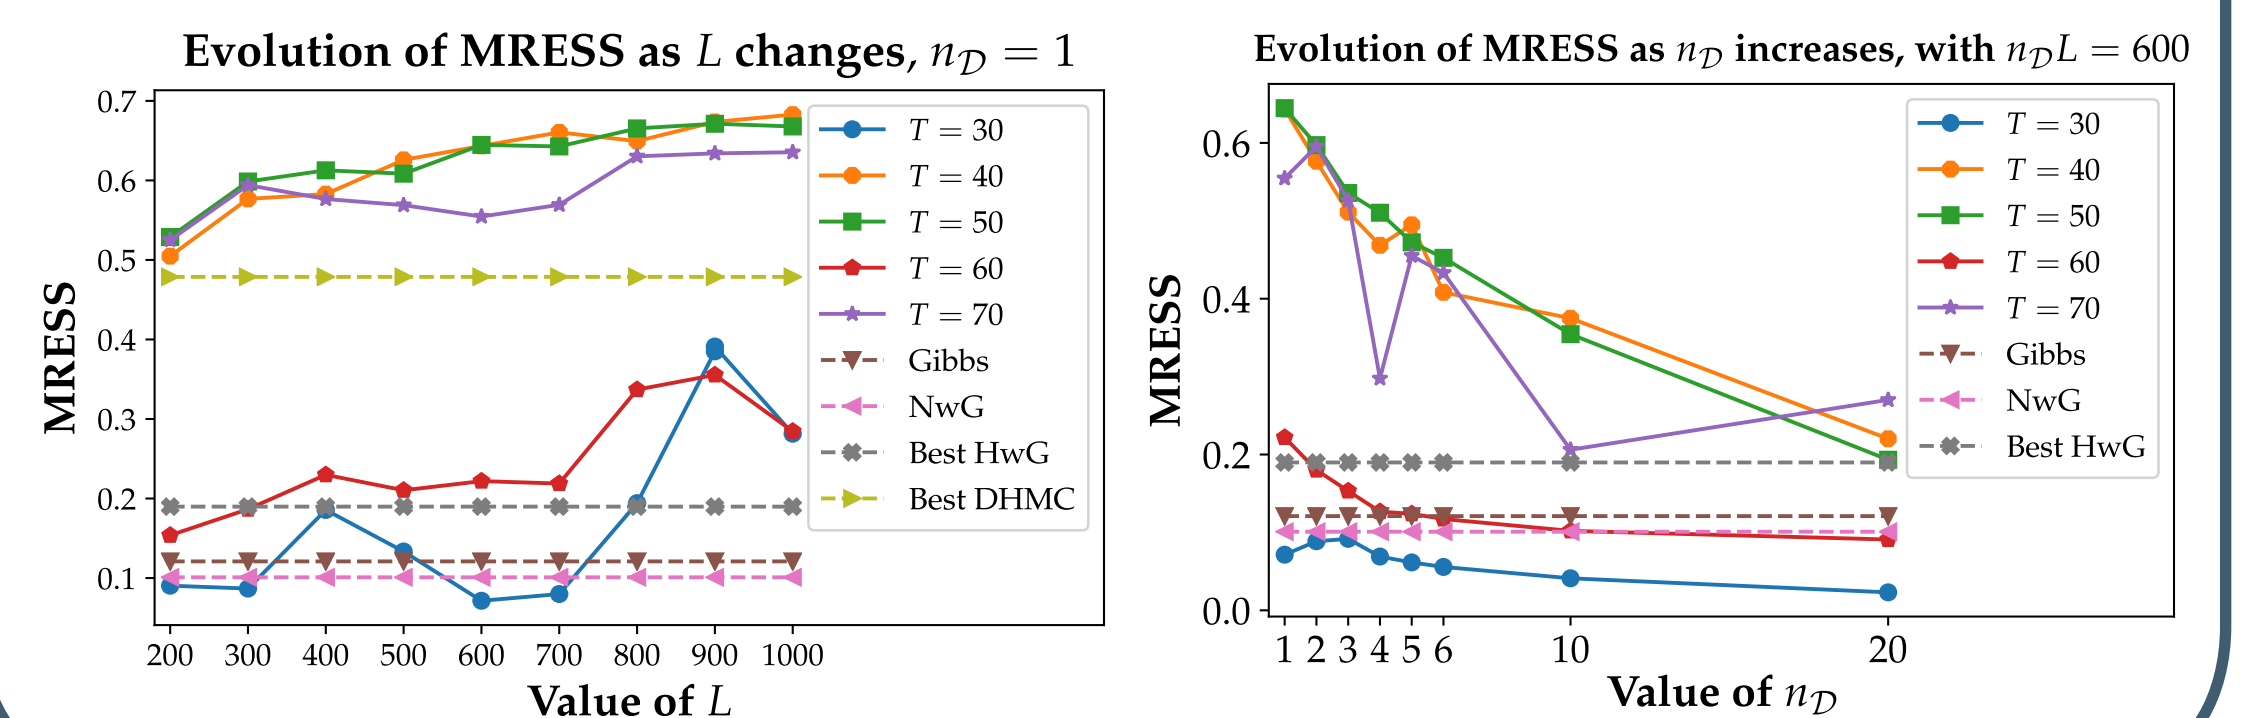 Evolution of MRESS as L changes, n_𝒟 = 1
MRESS
0.7
0.6
0.5
0.4
0.3
0.2
0.1
200 300 400 500 600 700 800 900 1000
Value of L
T = 30
T = 40
T = 50
T = 60
T = 70
Gibbs
NwG
Best HwG
Best DHMC
Evolution of MRESS as n_𝒟 increases, with n_𝒟L = 600
MRESS
0.6
0.4
0.2
0.0
1 2 3 4 5 6 10 20
Value of n_𝒟
T = 30
T = 40
T = 50
T = 60
T = 70
Gibbs
NwG
Best HwG